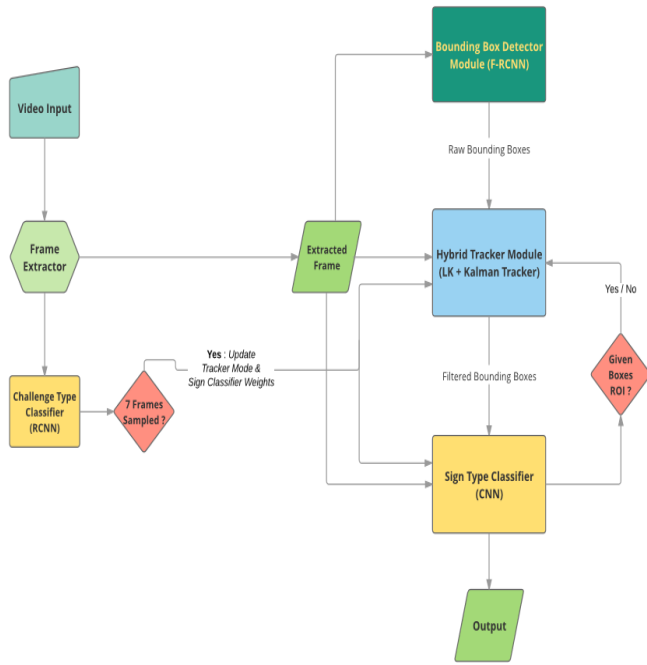 Bounding Box Detector
Module (F-RCNN)
Video Input
Raw Bounding Boxes
Frame
Extractor
Extracted
Frame
Hybrid Tracker Module
(LK + Kalman Tracker)
Yes / No
Yes : Update
Tracker Mode &
Sign Classifier Weights
Given
Boxes
ROI ?
Filtered Bounding Boxes
Challenge Type
Classifier
(RCNN)
7 Frames
Sampled ?
Sign Type Classifier
(CNN)
Output